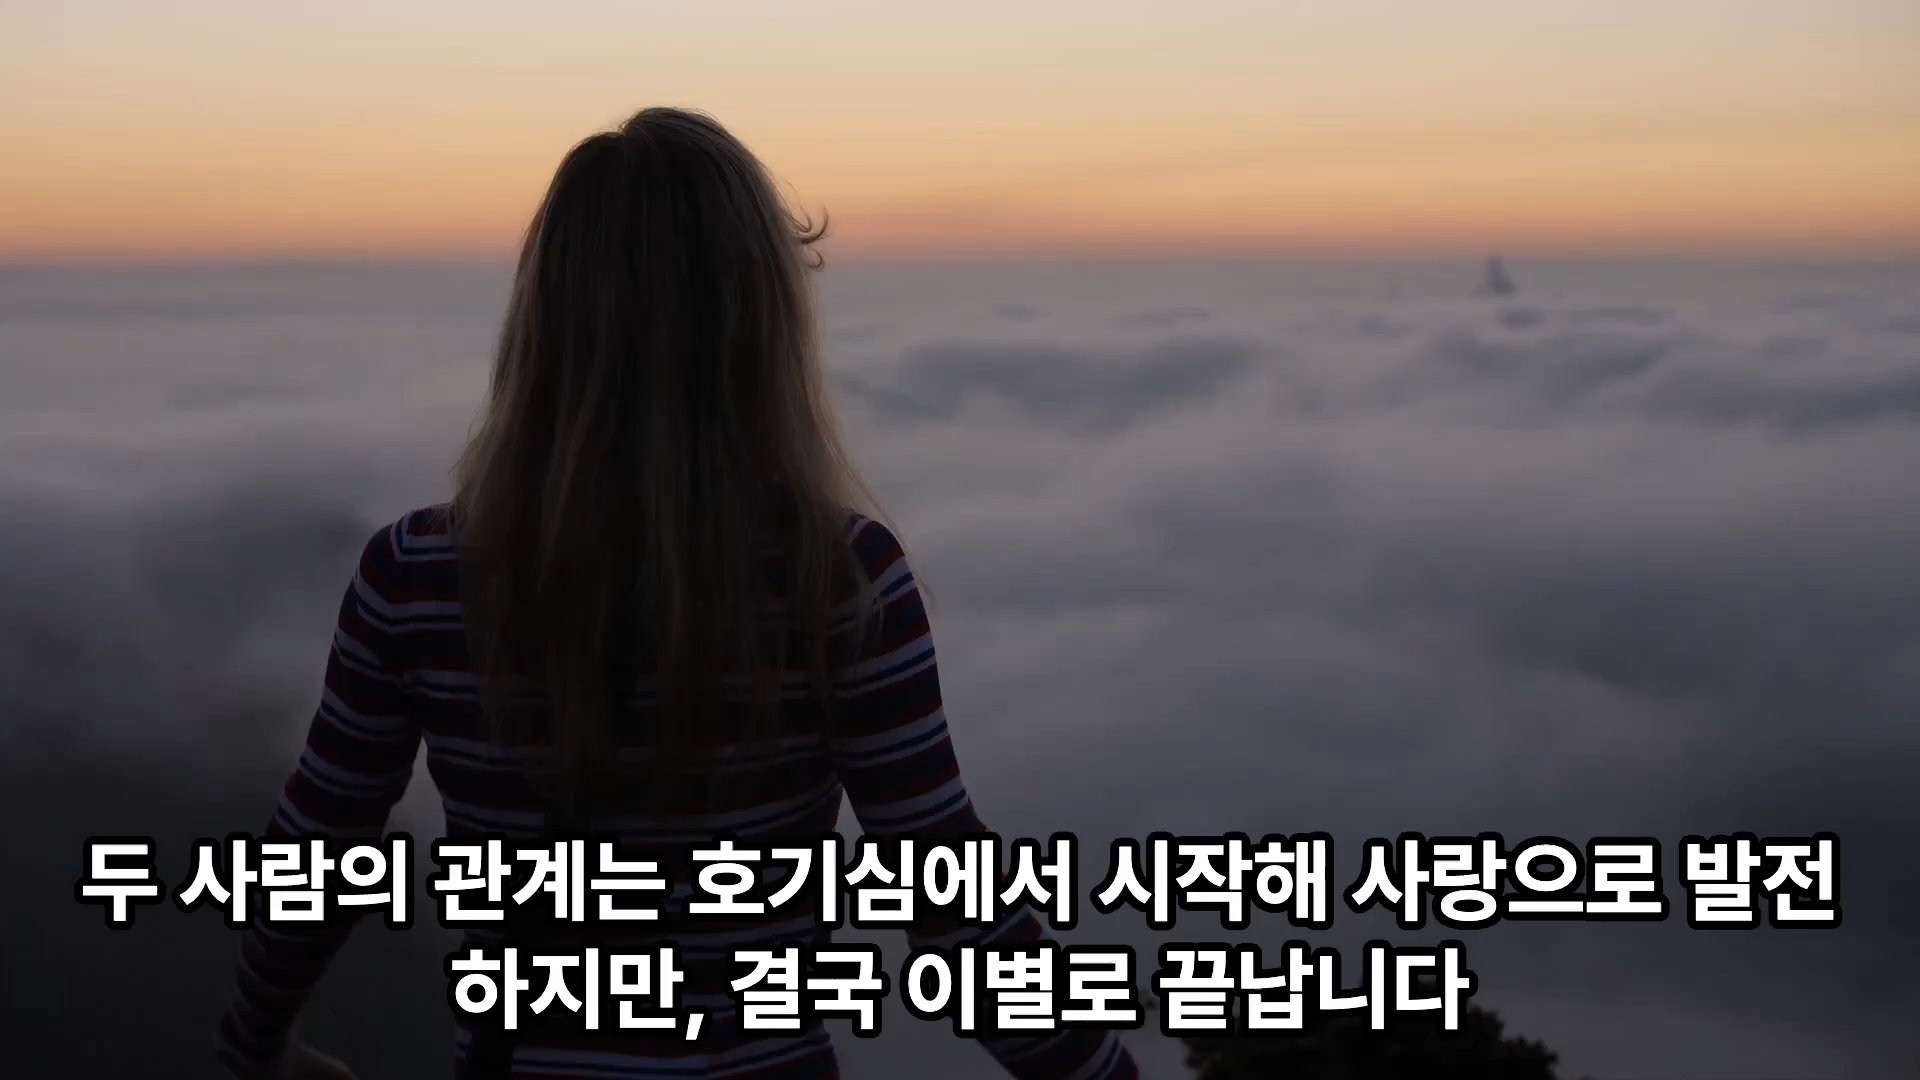 두 사람의 관계는 호기심에서 시작해 사랑으로 발전
하지만, 결국 이별로 끝납니다